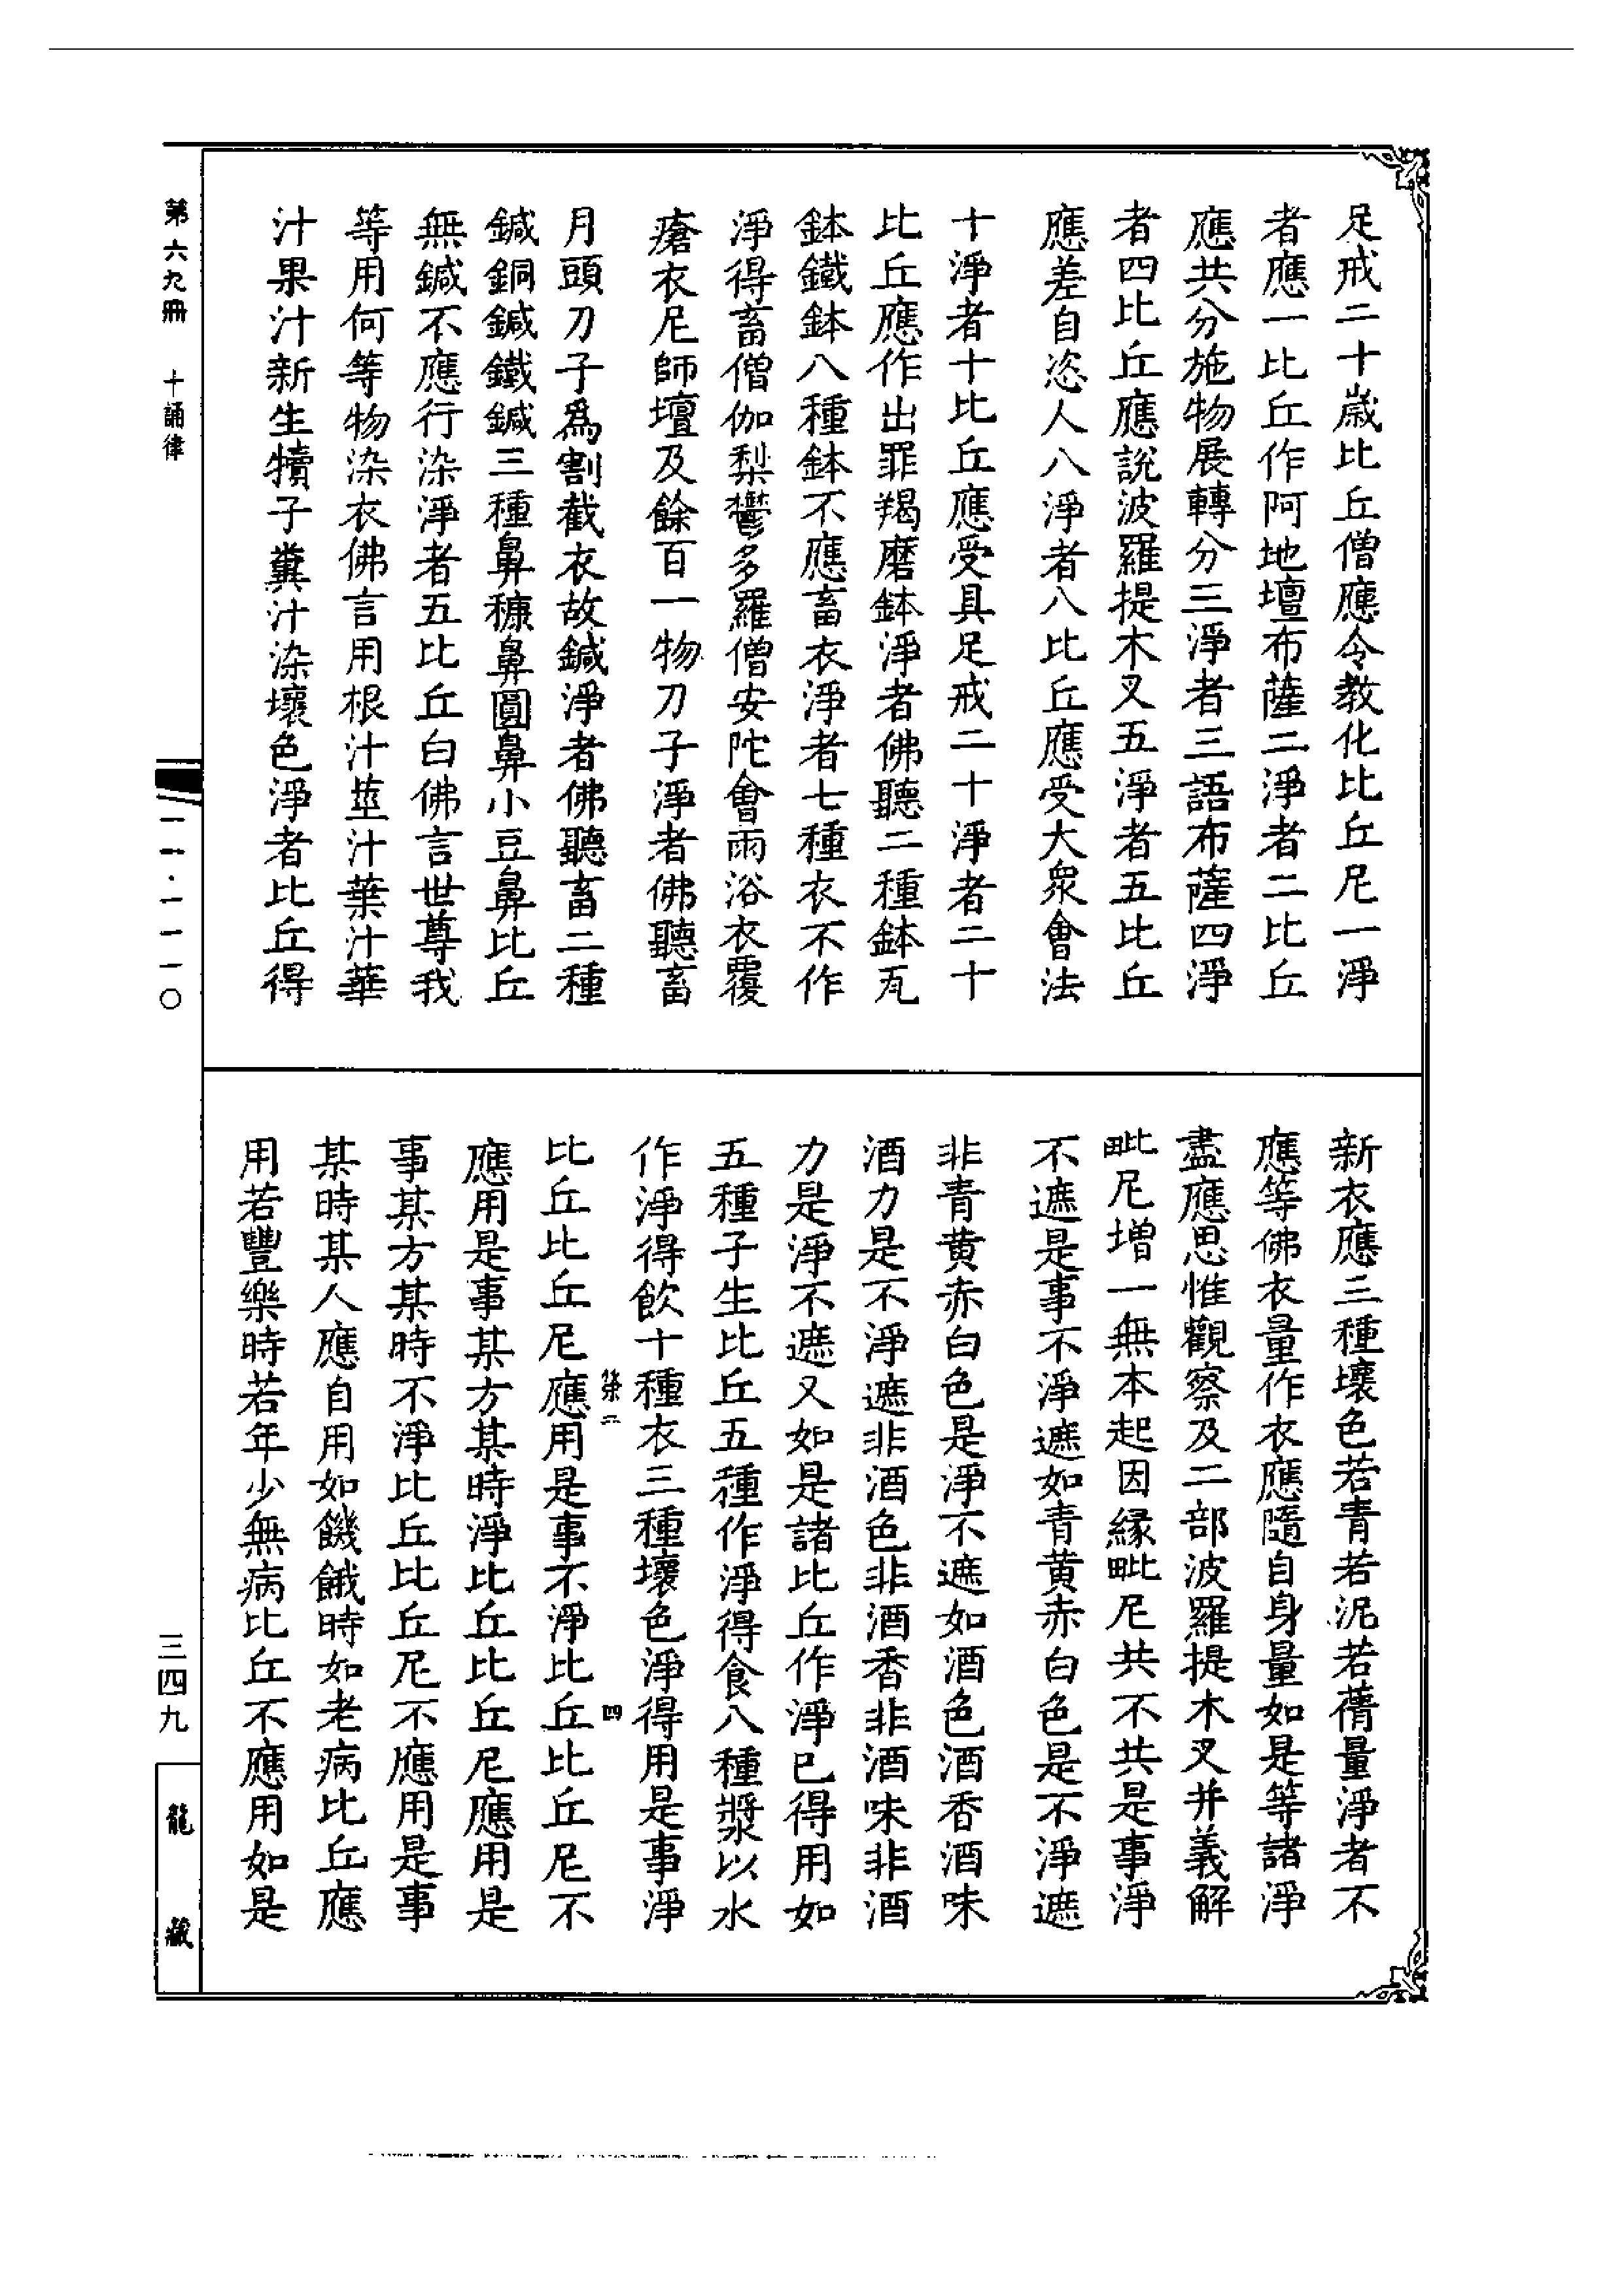 足戒二十歲比丘僧應令教化比丘尼一淨
者應一比丘作阿地壇布薩二淨者二比丘
應共分施物展轉分三淨者三語布薩四淨
者四比丘應說波羅提木叉五淨者五比丘
應差自恣人八淨者八比丘應受大衆會法
十淨者十比丘應受具足戒二十淨者二十
比丘應作出罪羯磨鉢淨者佛聽二種鉢瓦
鉢鐵鉢八種鉢不應畜衣淨者七種衣不作
淨得畜僧伽梨鬱多羅僧安陀會雨浴衣覆
瘡衣尼師壇及餘百一物刀子淨者佛聽畜
月頭刀子爲割截衣故鍼淨者佛聽畜二種
鍼銅鍼鐵鍼三種鼻穅鼻圓鼻小豆鼻比丘
無鍼不應行染淨者五比丘白佛言世尊我
等用何等物染衣佛言用根汁莖汁葉汁華
汁果汁新生犢子糞汁染壞色淨者比丘得
新衣應三種壞色若青若泥若蒨量淨者不
應等佛衣量作衣應隨自身量如是等諸淨
盡應思惟觀察及二部波羅提木叉并義解
毗尼增一無本起因緣毗尼共不共是事淨
不遮是事不淨遮如青黃赤白色是不淨遮
非青黃赤白色是淨不遮如酒色酒香酒味
酒力是不淨遮非酒色非酒香非酒味非酒
力是淨不遮又如是諸比丘作淨已得用如
五種子生比丘五種作淨得食八種漿以水
作淨得飲十種衣三種壞色淨得用是事淨
比丘比丘尼應用是事不淨比丘比丘尼不
應用是事某方某時淨比丘比丘尼應用是
事某方某時不淨比丘比丘尼不應用是事
某時某人應自用如饑餓時如老病比丘應
用若豐樂時若年少無病比丘不應用如是
第六九冊 十誦律
一一·一一一〇
三四九
龍藏